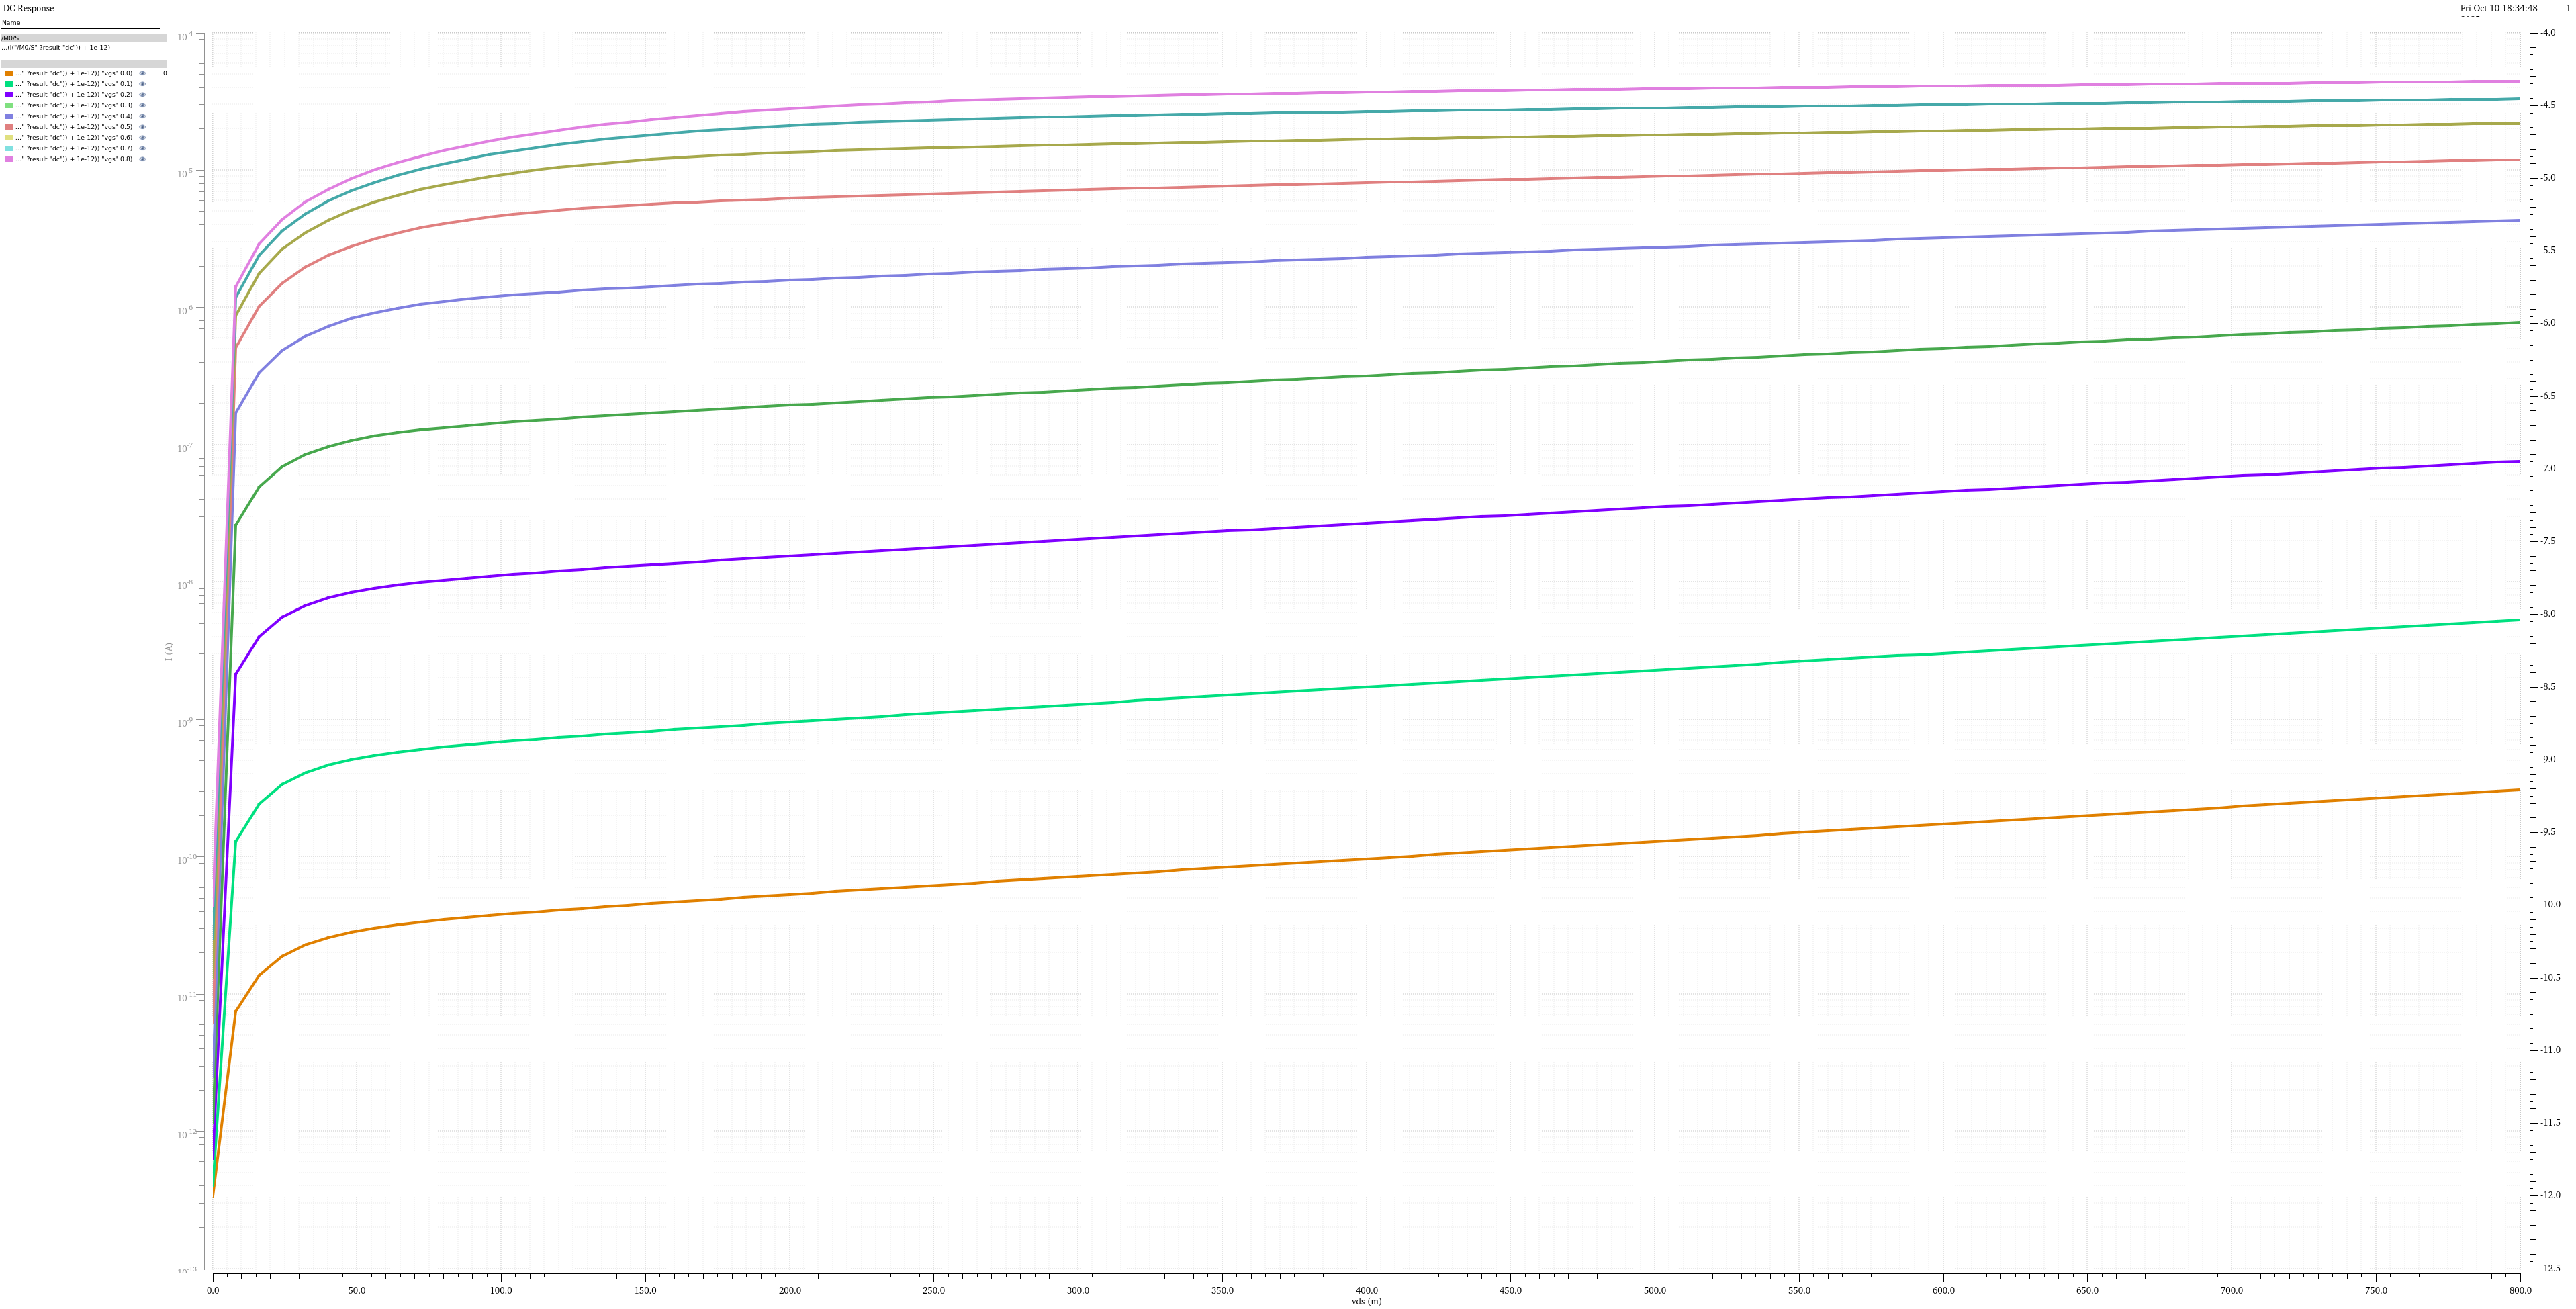 DC Response
Fri Oct 10 18:34:48 1
Name
/M0/S
...(i("/M0/S" ?result "dc")) + 1e-12)
..." ?result "dc")) + 1e-12)) "vgs" 0.0) 0
..." ?result "dc")) + 1e-12)) "vgs" 0.1)
..." ?result "dc")) + 1e-12)) "vgs" 0.2)
..." ?result "dc")) + 1e-12)) "vgs" 0.3)
..." ?result "dc")) + 1e-12)) "vgs" 0.4)
..." ?result "dc")) + 1e-12)) "vgs" 0.5)
..." ?result "dc")) + 1e-12)) "vgs" 0.6)
..." ?result "dc")) + 1e-12)) "vgs" 0.7)
..." ?result "dc")) + 1e-12)) "vgs" 0.8)
I (A)
10-4
10-5
10-6
10-7
10-8
10-9
10-10
10-11
10-12
10-13
-4.0
-4.5
-5.0
-5.5
-6.0
-6.5
-7.0
-7.5
-8.0
-8.5
-9.0
-9.5
-10.0
-10.5
-11.0
-11.5
-12.0
-12.5
0.0 50.0 100.0 150.0 200.0 250.0 300.0 350.0 400.0 450.0 500.0 550.0 600.0 650.0 700.0 750.0 800.0
vds (m)